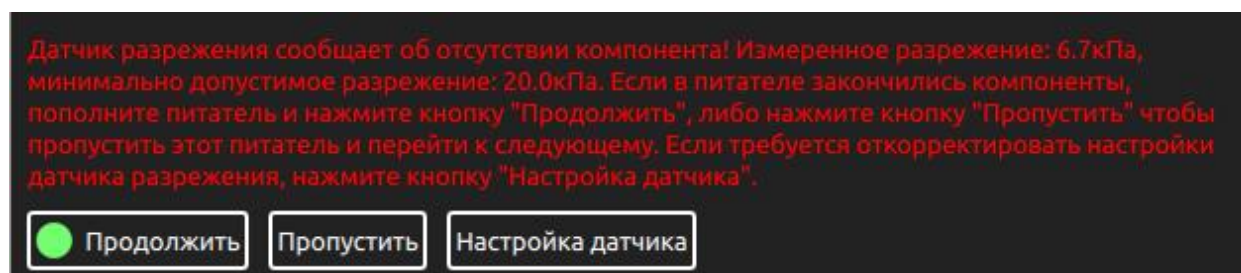 Датчик разрежения сообщает об отсутствии компонента! Измеренное разрежение: 6.7кПа,
минимально допустимое разрежение: 20.0кПа. Если в питателе закончились компоненты,
пополните питатель и нажмите кнопку "Продолжить", либо нажмите кнопку "Пропустить" чтобы
пропустить этот питатель и перейти к следующему. Если требуется откорректировать настройки
датчика разрежения, нажмите кнопку "Настройка датчика".
Продолжить Пропустить Настройка датчика